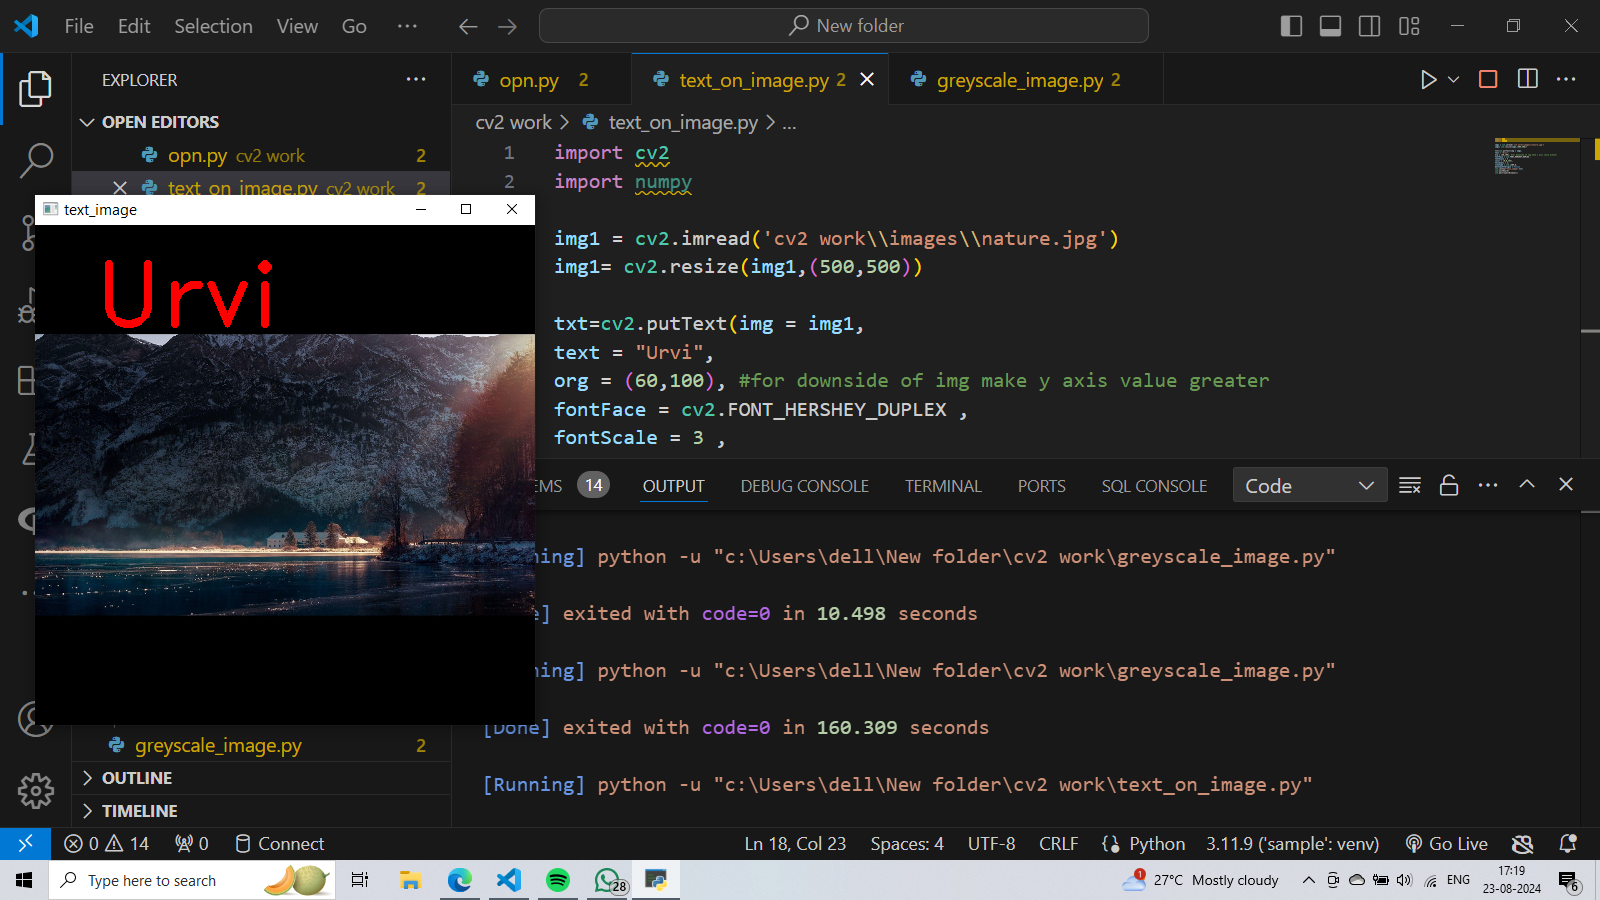 File Edit Selection View Go ··· New folder
EXPLORER ···
OPEN EDITORS
opn.py cv2 work 2
text_on_image.py cv2 work 2
text_image
Urvi
greyscale_image.py 2
OUTLINE
TIMELINE
opn.py 2 text_on_image.py 2 greyscale_image.py 2
cv2 work > text_on_image.py > ...
1 import cv2
2 import numpy
img1 = cv2.imread('cv2 work\\images\\nature.jpg')
img1= cv2.resize(img1,(500,500))
txt=cv2.putText(img = img1,
text = "Urvi",
org = (60,100), #for downside of img make y axis value greater
fontFace = cv2.FONT_HERSHEY_DUPLEX ,
fontScale = 3 ,
EMS 14 OUTPUT DEBUG CONSOLE TERMINAL PORTS SQL CONSOLE Code
ning] python -u "c:\Users\dell\New folder\cv2 work\greyscale_image.py"
e] exited with code=0 in 10.498 seconds
ning] python -u "c:\Users\dell\New folder\cv2 work\greyscale_image.py"
[Done] exited with code=0 in 160.309 seconds
[Running] python -u "c:\Users\dell\New folder\cv2 work\text_on_image.py"
0 14 0 Connect Ln 18, Col 23 Spaces: 4 UTF-8 CRLF Python 3.11.9 ('sample': venv) Go Live
Type here to search 28 1 27°C Mostly cloudy ENG 17:19 6
23-08-2024